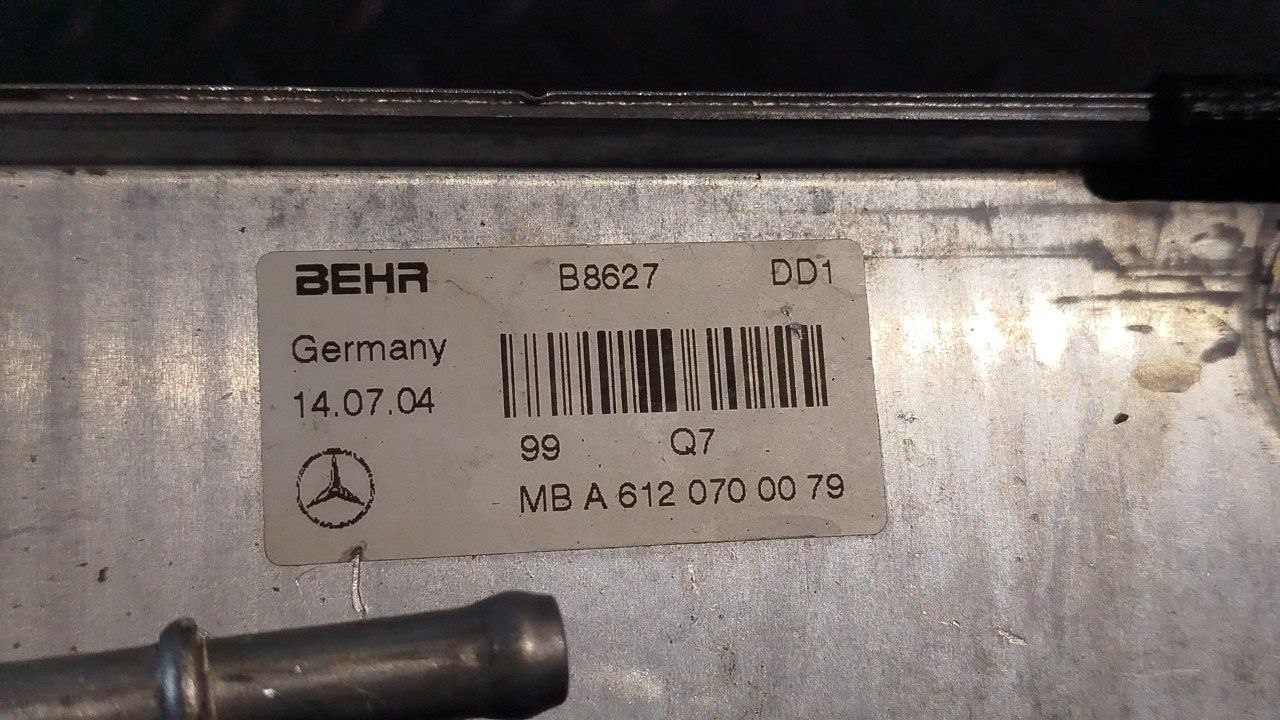 BEHR B8627 DD1
Germany
14.07.04
99 Q7
MB A 612 070 00 79